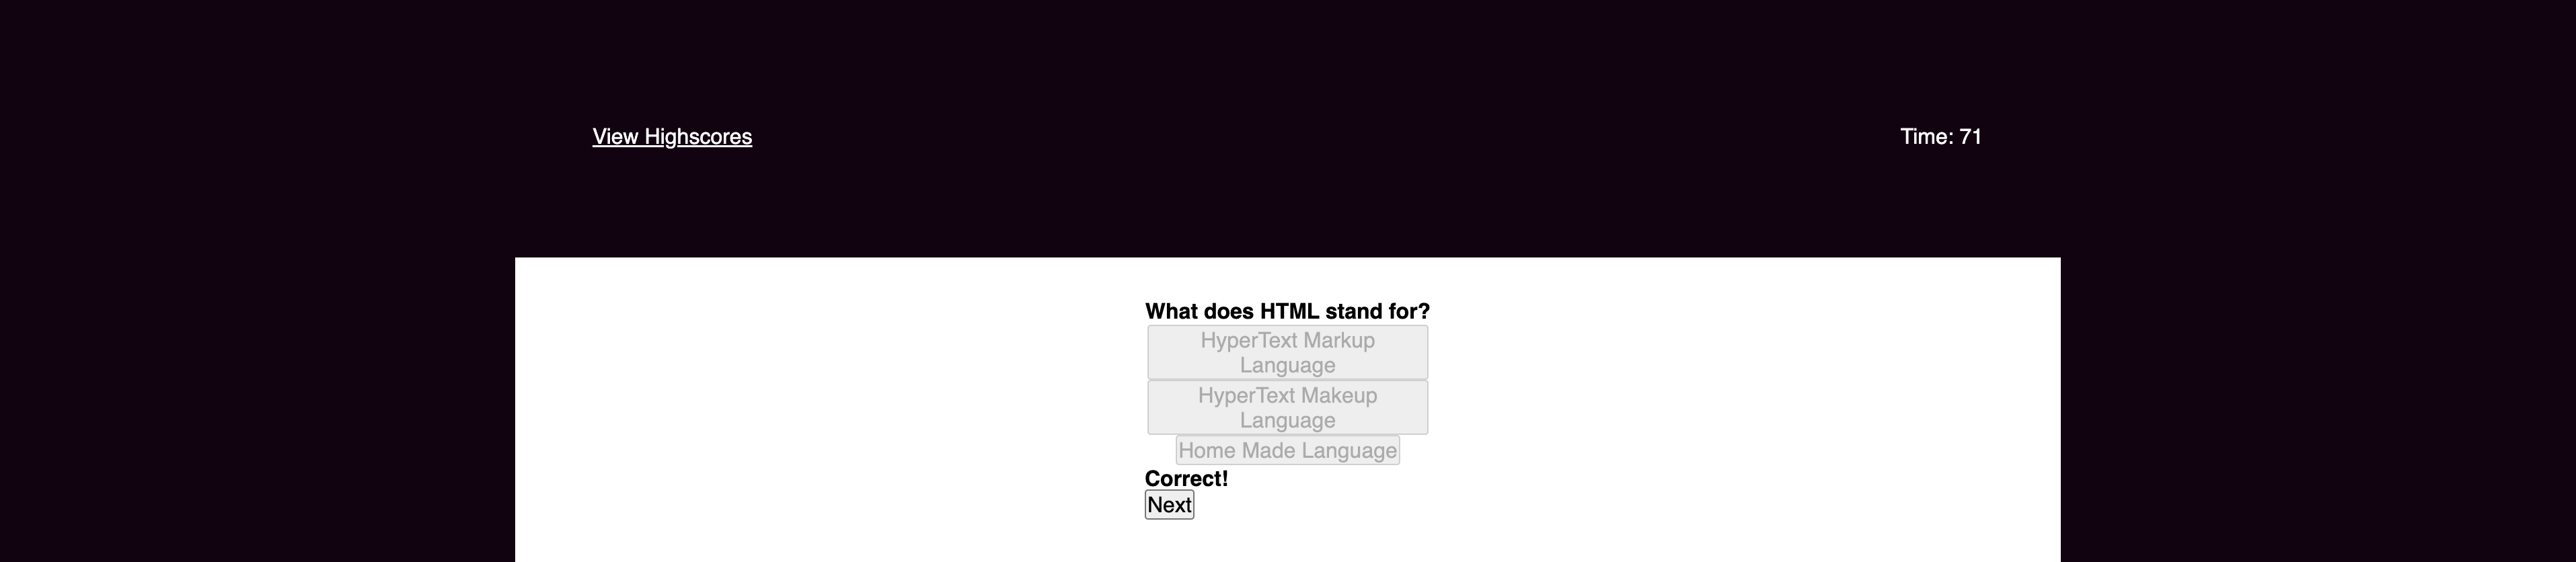 View Highscores
Time: 71
What does HTML stand for?
HyperText Markup
Language
HyperText Makeup
Language
Home Made Language
Correct!
Next